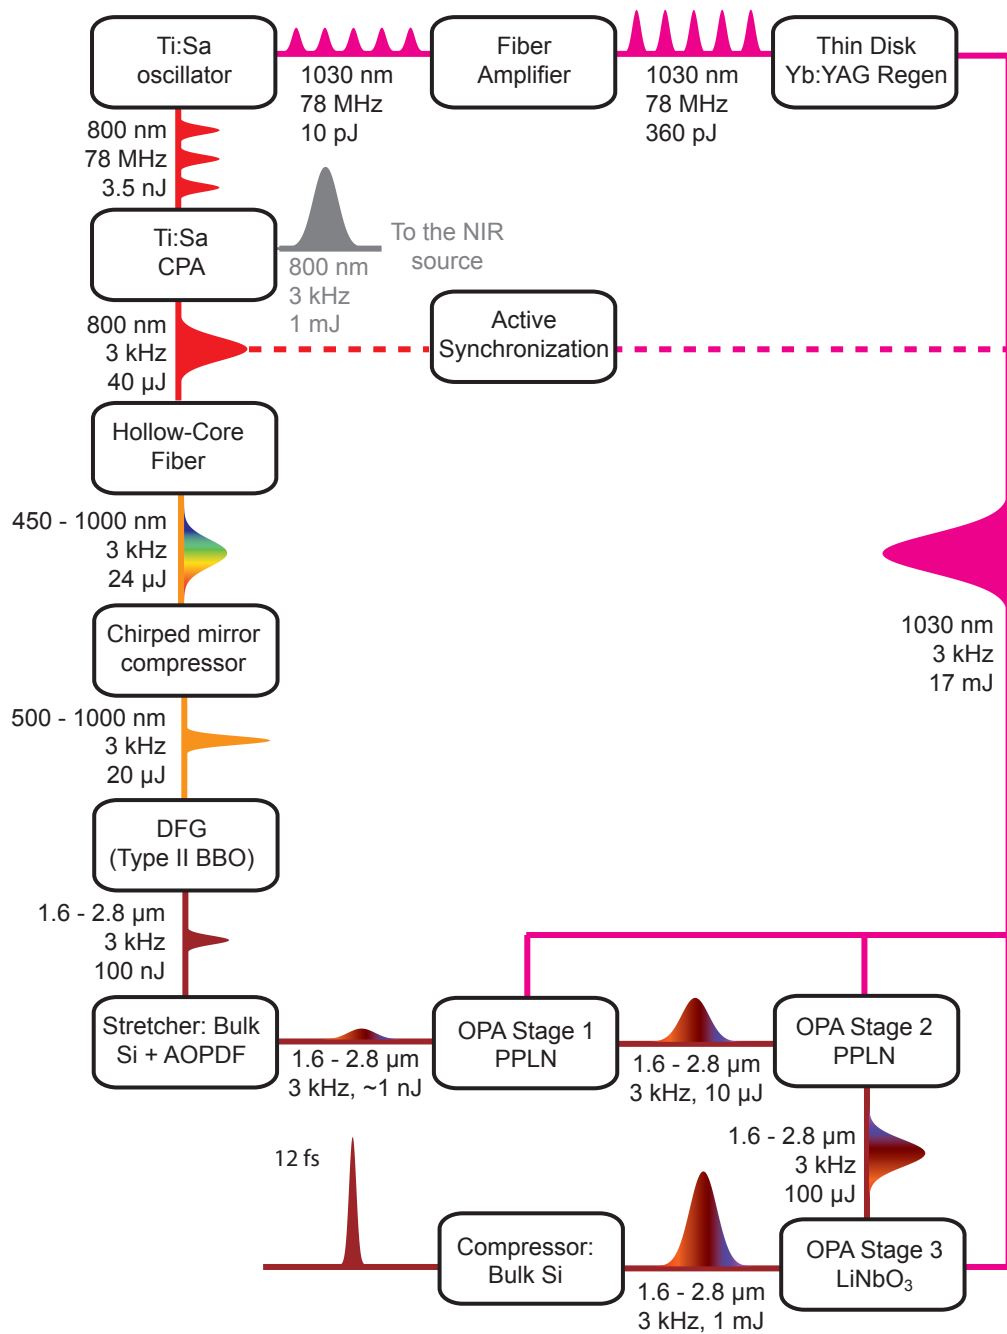 Ti:Sa
oscillator
1030 nm
78 MHz
10 pJ
Fiber
Amplifier
1030 nm
78 MHz
360 pJ
Thin Disk
Yb:YAG Regen
800 nm
78 MHz
3.5 nJ
Ti:Sa
CPA
To the NIR
source
800 nm
3 kHz
1 mJ
800 nm
3 kHz
40 µJ
Active
Synchronization
Hollow-Core
Fiber
450 - 1000 nm
3 kHz
24 µJ
1030 nm
3 kHz
17 mJ
Chirped mirror
compressor
500 - 1000 nm
3 kHz
20 µJ
DFG
(Type II BBO)
1.6 - 2.8 µm
3 kHz
100 nJ
Stretcher: Bulk
Si + AOPDF
1.6 - 2.8 µm
3 kHz, ~1 nJ
OPA Stage 1
PPLN
1.6 - 2.8 µm
3 kHz, 10 µJ
OPA Stage 2
PPLN
1.6 - 2.8 µm
3 kHz
100 µJ
12 fs
Compressor:
Bulk Si
1.6 - 2.8 µm
3 kHz, 1 mJ
OPA Stage 3
LiNbO₃